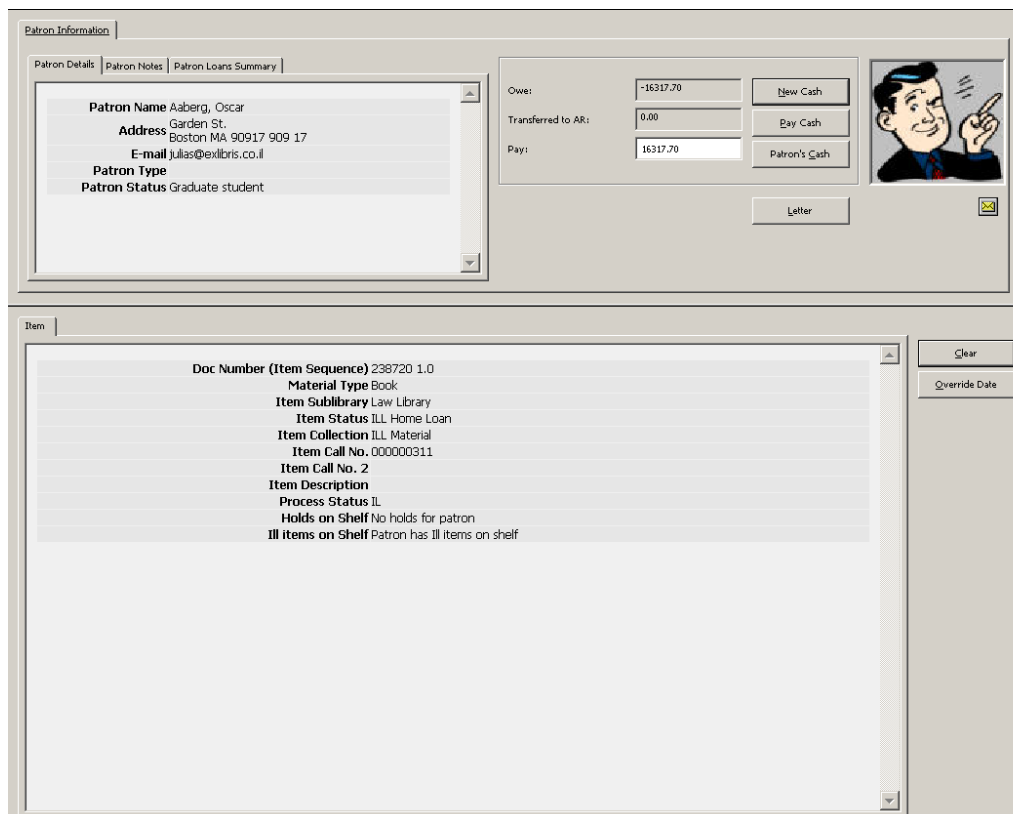 Patron Information
Patron Details Patron Notes Patron Loans Summary
Patron Name Aaberg, Oscar
Address Garden St.
Boston MA 90917 909 17
E-mail julias@exlibris.co.il
Patron Type
Patron Status Graduate student
Owe: -16317.70 New Cash
Transferred to AR: 0.00 Pay Cash
Pay: 16317.70 Patron's Cash
Letter
Item
Clear
Override Date
Doc Number (Item Sequence) 238720 1.0
Material Type Book
Item Sublibrary Law Library
Item Status ILL Home Loan
Item Collection ILL Material
Item Call No. 000000311
Item Call No. 2
Item Description
Process Status IL
Holds on Shelf No holds for patron
Ill items on Shelf Patron has Ill items on shelf